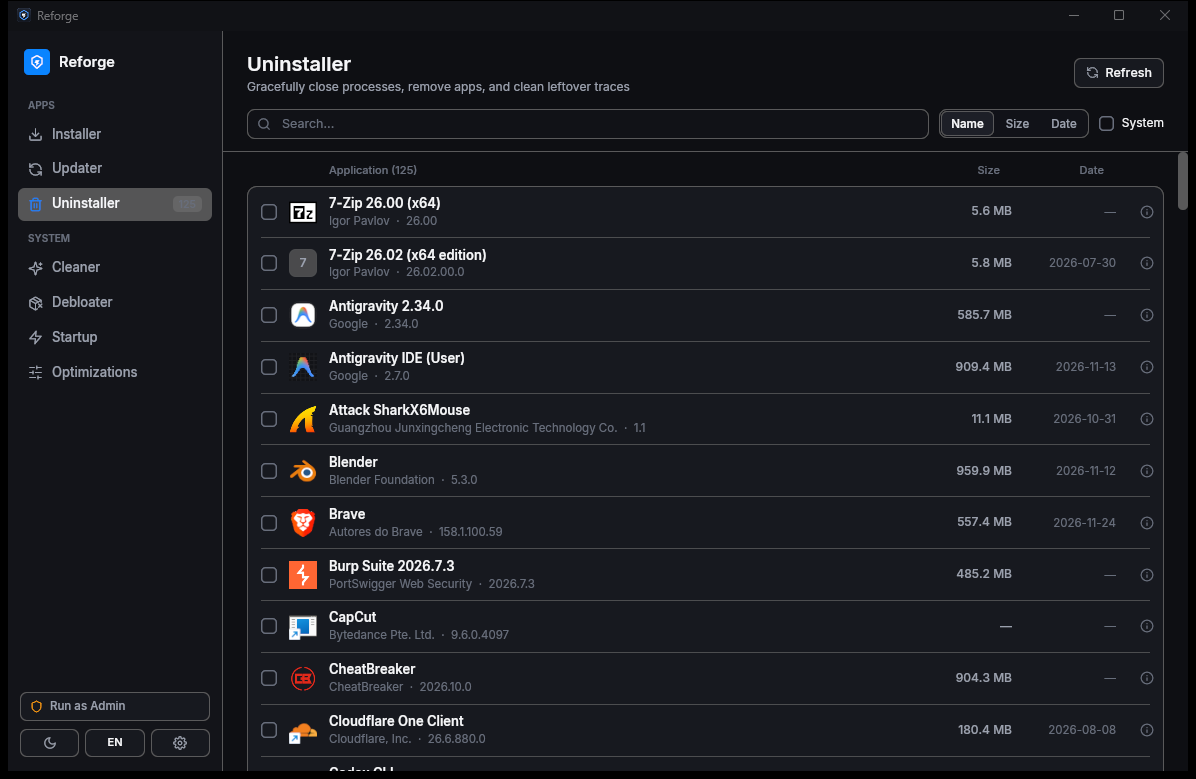 Reforge
Reforge
APPS
Installer
Updater
Uninstaller 125
SYSTEM
Cleaner
Debloater
Startup
Optimizations
Run as Admin
EN
Uninstaller
Gracefully close processes, remove apps, and clean leftover traces
Refresh
Search...
Name Size Date System
Application (125) Size Date
7-Zip 26.00 (x64)
Igor Pavlov · 26.00
5.6 MB —
7-Zip 26.02 (x64 edition)
Igor Pavlov · 26.02.00.0
5.8 MB 2026-07-30
Antigravity 2.34.0
Google · 2.34.0
585.7 MB —
Antigravity IDE (User)
Google · 2.7.0
909.4 MB 2026-11-13
Attack SharkX6Mouse
Guangzhou Junxingcheng Electronic Technology Co. · 1.1
11.1 MB 2026-10-31
Blender
Blender Foundation · 5.3.0
959.9 MB 2026-11-12
Brave
Autores do Brave · 158.1.100.59
557.4 MB 2026-11-24
Burp Suite 2026.7.3
PortSwigger Web Security · 2026.7.3
485.2 MB —
CapCut
Bytedance Pte. Ltd. · 9.6.0.4097
— —
CheatBreaker
CheatBreaker · 2026.10.0
904.3 MB —
Cloudflare One Client
Cloudflare, Inc. · 26.6.880.0
180.4 MB 2026-08-08